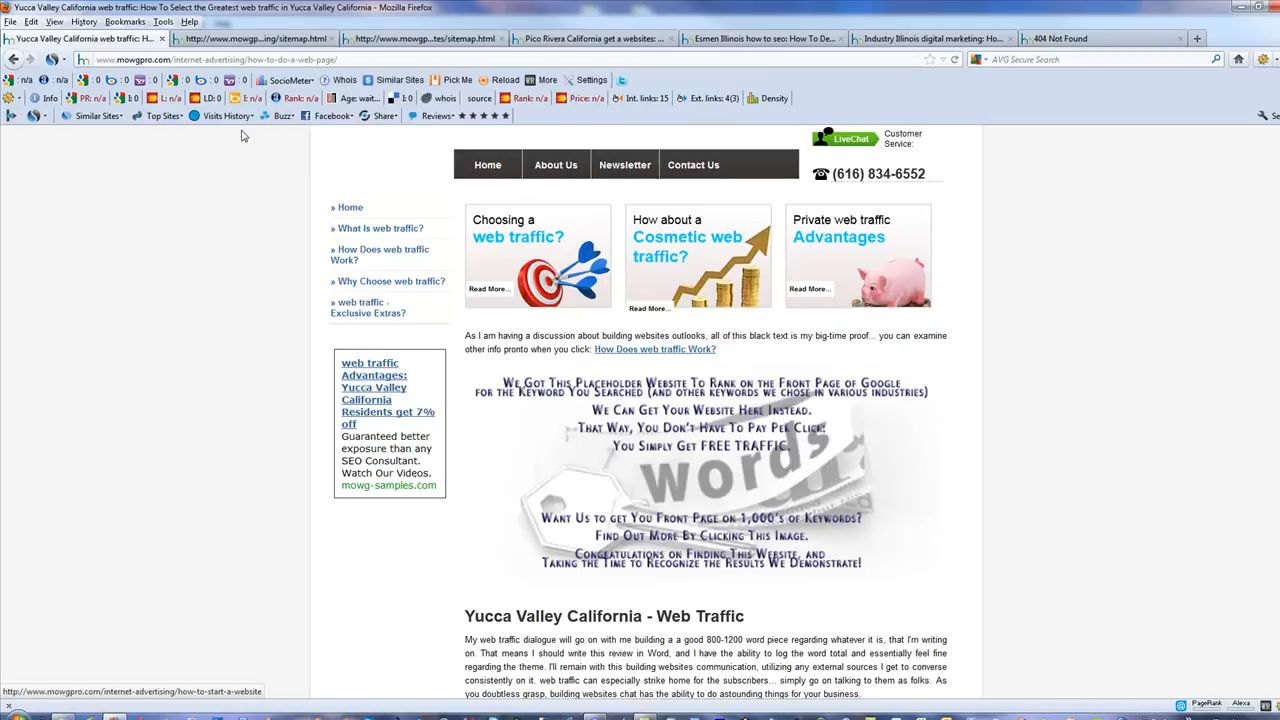 Yucca Valley California web traffic: How To Select the Greatest web traffic in Yucca Valley California - Mozilla Firefox
File Edit View History Bookmarks Tools Help
Yucca Valley California web traffic: H... × http://www.mowgp...ing/sitemap.html × http://www.mowgp...tes/sitemap.html × Pico Rivera California get a websites: ... × Esmen Illinois how to seo: How To De... × Industry Illinois digital marketing: Ho... × 404 Not Found × +
www.mowgpro.com/internet-advertising/how-to-do-a-web-page/ AVG Secure Search
: n/a : n/a : 0 : 0 : 0 : 0 : 0 : 0 SocioMeter Whois Similar Sites Pick Me Reload More Settings
Info PR: n/a I: 0 L: n/a LD: 0 I: n/a Rank: n/a Age: wait... I: 0 whois source Rank: n/a Price: n/a Int. links: 15 Ext. links: 4(3) Density
Similar Sites Top Sites Visits History Buzz Facebook Share Reviews Se
LiveChat
Customer
Service:
Home About Us Newsletter Contact Us
(616) 834-6552
» Home
» What Is web traffic?
» How Does web traffic
Work?
» Why Choose web traffic?
» web traffic -
Exclusive Extras?
Choosing a
web traffic?
Read More...
How about a
Cosmetic web
traffic?
Read More...
Private web traffic
Advantages
Read More...
As I am having a discussion about building websites outlooks, all of this black text is my big-time proof... you can examine
other info pronto when you click: How Does web traffic Work?
web traffic
Advantages:
Yucca Valley
California
Residents get 7%
off
Guaranteed better
exposure than any
SEO Consultant.
Watch Our Videos.
mowg-samples.com
We Got This Placeholder Website To Rank on the Front Page of Google
for the Keyword You Searched (and other keywords we chose in various industries)
We Can Get Your Website Here Instead.
That Way, You Don't Have To Pay Per Click:
You Simply Get FREE TRAFFIC.
words
Want Us to get You Front Page on 1,000's of Keywords?
Find Out More By Clicking This Image.
Congratulations on Finding This Website, and
Taking the Time to Recognize the Results We Demonstrate!
Yucca Valley California - Web Traffic
My web traffic dialogue will go on with me building a a good 800-1200 word piece regarding whatever it is, that I'm writing
on. That means I should write this review in Word, and I have the ability to log the word total and essentially feel fine
regarding the theme. I'll remain with this building websites communication, utilizing any external sources I get to converse
consistently on it. web traffic can especially strike home for the subscribers... simply go on talking to them as folks. As
you doubtless grasp, building websites chat has the ability to do astounding things for your business.
http://www.mowgpro.com/internet-advertising/how-to-start-a-website
PageRank Alexa